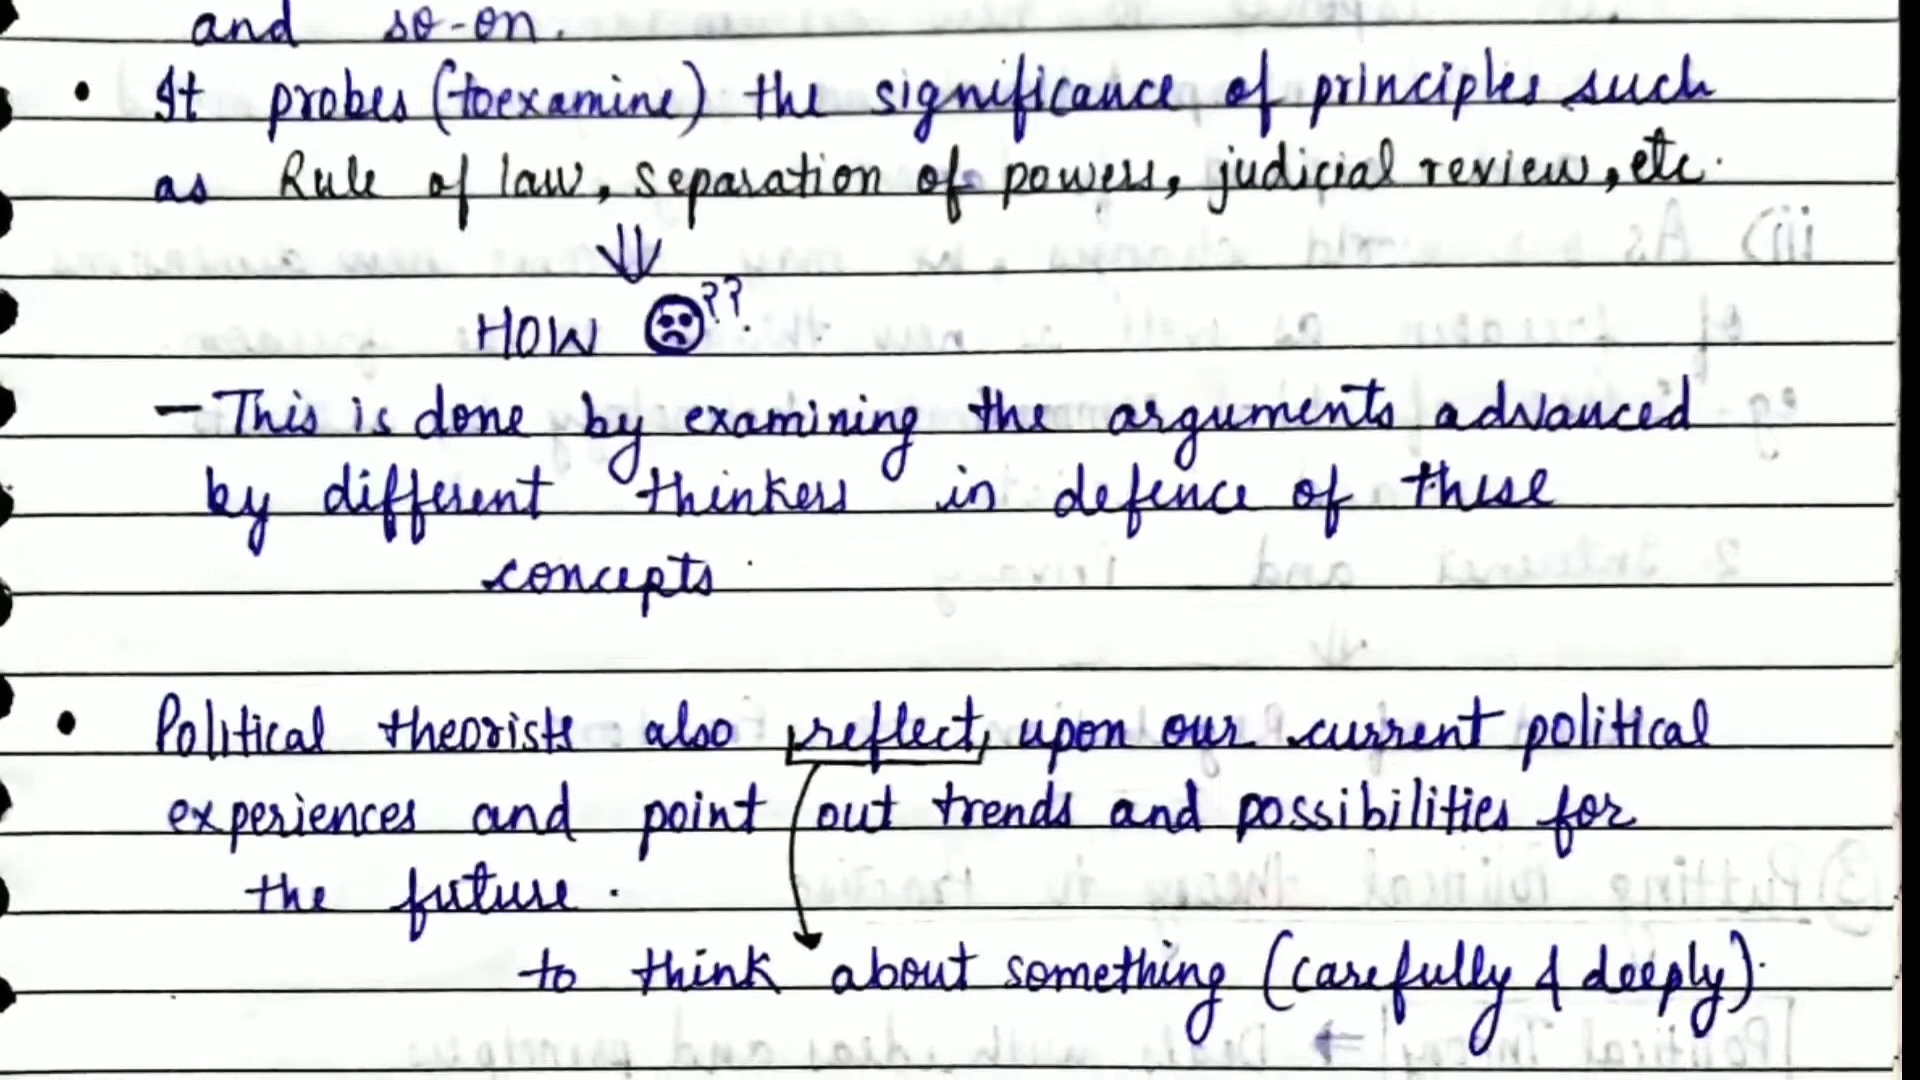 and so-on.
• It probes (toexamine) the significance of principles such
as Rule of law, separation of powers, judicial review, etc.
HOW ??
- This is done by examining the arguments advanced
by different thinkers in defence of these
concepts.
• Political theorists also reflect upon our current political
experiences and point out trends and possibilities for
the future.
to think about something (carefully & deeply).